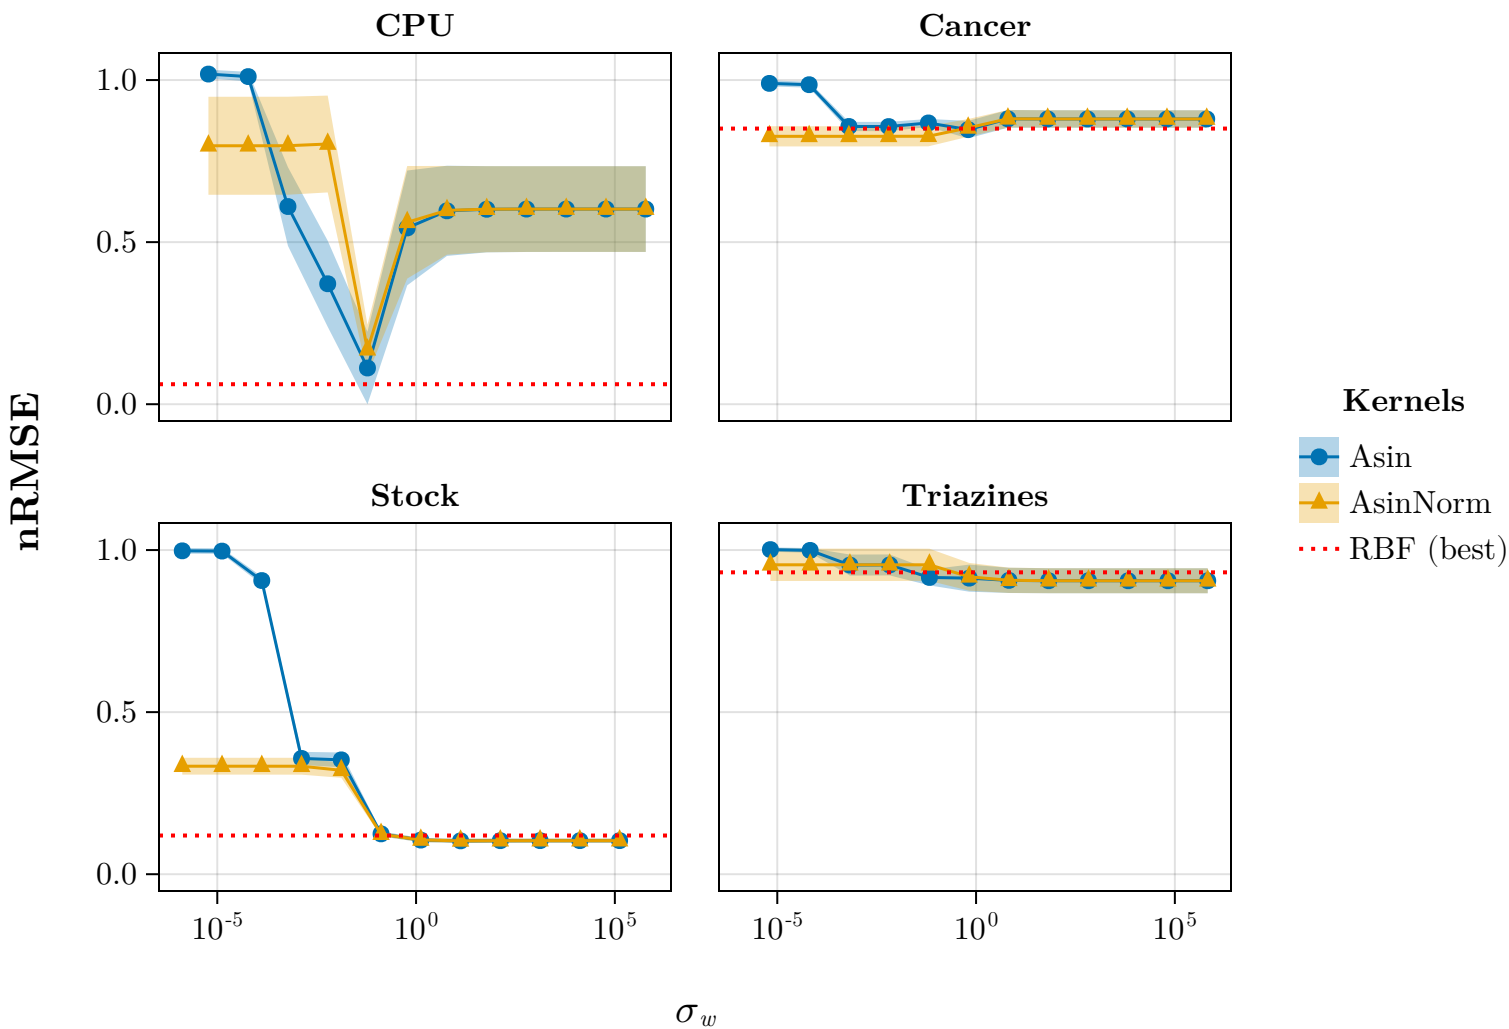 CPU
Cancer
1.0
0.5
0.0
nRMSE
Kernels
Asin
AsinNorm
RBF (best)
Stock
Triazines
1.0
0.5
0.0
10^-5 10^0 10^5
10^-5 10^0 10^5
σ_w